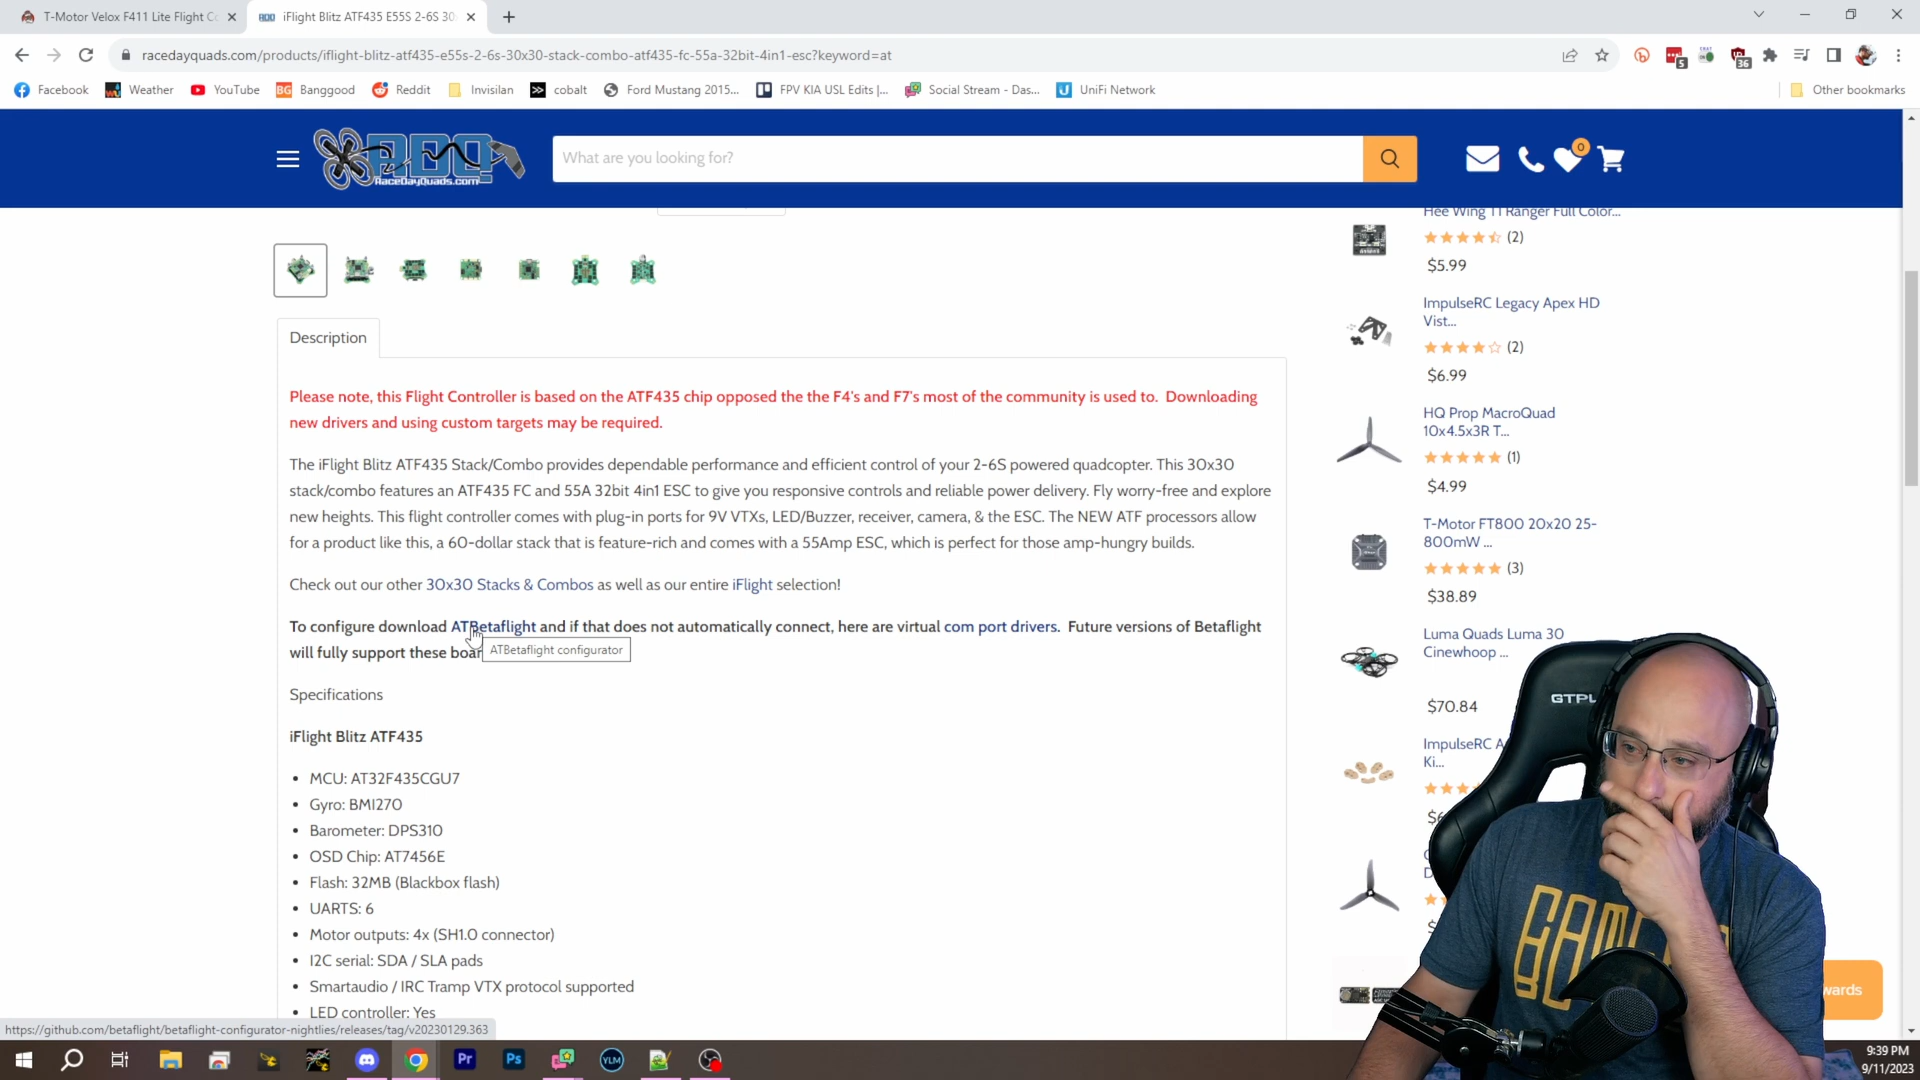 T-Motor Velox F411 Lite Flight Co
iFlight Blitz ATF435 E55S 2-6S 30
racedayquads.com/products/iflight-blitz-atf435-e55s-2-6s-30x30-stack-combo-atf435-fc-55a-32bit-4in1-esc?keyword=at
5
36
Facebook
Weather
YouTube
BG
Banggood
Reddit
Invisilan
cobalt
Ford Mustang 2015...
FPV KIA USL Edits |...
Social Stream - Das...
UniFi Network
Other bookmarks
RDQ
RaceDayQuads.com
What are you looking for?
0
Description
Please note, this Flight Controller is based on the ATF435 chip opposed the the F4's and F7's most of the community is used to. Downloading
new drivers and using custom targets may be required.
The iFlight Blitz ATF435 Stack/Combo provides dependable performance and efficient control of your 2-6S powered quadcopter. This 30x30
stack/combo features an ATF435 FC and 55A 32bit 4in1 ESC to give you responsive controls and reliable power delivery. Fly worry-free and explore
new heights. This flight controller comes with plug-in ports for 9V VTXs, LED/Buzzer, receiver, camera, & the ESC. The NEW ATF processors allow
for a product like this, a 60-dollar stack that is feature-rich and comes with a 55Amp ESC, which is perfect for those amp-hungry builds.
Check out our other 30x30 Stacks & Combos as well as our entire iFlight selection!
To configure download ATBetaflight and if that does not automatically connect, here are virtual com port drivers. Future versions of Betaflight
will fully support these boar
ATBetaflight configurator
Specifications
iFlight Blitz ATF435
• MCU: AT32F435CGU7
• Gyro: BMI270
• Barometer: DPS310
• OSD Chip: AT7456E
• Flash: 32MB (Blackbox flash)
• UARTS: 6
• Motor outputs: 4x (SH1.0 connector)
• I2C serial: SDA / SLA pads
• Smartaudio / IRC Tramp VTX protocol supported
• LED controller: Yes
Hee Wing T1 Ranger Full Color...
(2)
$5.99
ImpulseRC Legacy Apex HD
Vist...
(2)
$6.99
HQ Prop MacroQuad
10x4.5x3R T...
(1)
$4.99
T-Motor FT800 20x20 25-
800mW ...
(3)
$38.89
Luma Quads Luma 30
Cinewhoop ...
$70.84
ImpulseRC A
Ki...
GTPL
wards
https://github.com/betaflight/betaflight-configurator-nightlies/releases/tag/v20230129.363
Pr
Ps
YLM
9:39 PM
9/11/2023